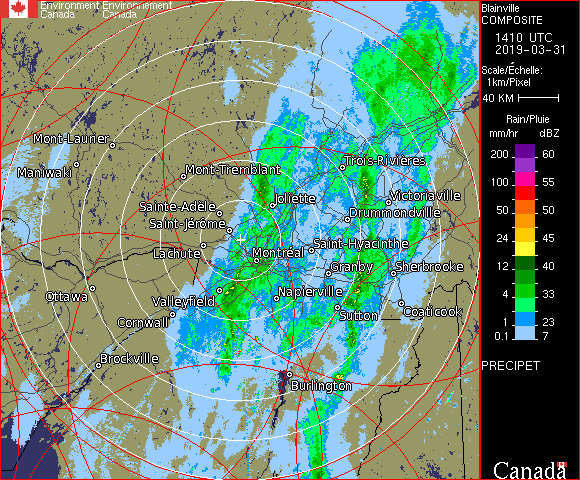 Environment Environnement
Canada Canada
Mont-Laurier
Maniwaki
Mont-Tremblant
Trois-Rivières
Sainte-Adèle
Joliette
Victoriaville
Saint-Jérôme
Drummondville
Lachute
Montréal
Saint-Hyacinthe
Granby
Sherbrooke
Ottawa
Valleyfield
Napierville
Cornwall
Sutton
Coaticook
Brockville
Burlington
Blainville
COMPOSITE
1410 UTC
2019-03-31
Scale/Échelle:
1km/Pixel
40 KM
Rain/Pluie
mm/hr dBZ
200 60
150 57
100 55
50 50
24 45
12 40
4 33
1 23
0.1 7
PRECIPET
Canada